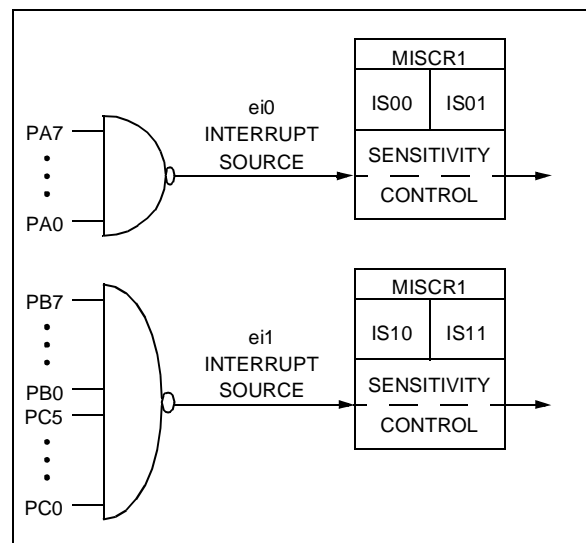 MISCR1
IS00 IS01
SENSITIVITY
CONTROL
ei0
INTERRUPT
SOURCE
PA7
PA0
MISCR1
IS10 IS11
SENSITIVITY
CONTROL
ei1
INTERRUPT
SOURCE
PB7
PB0
PC5
PC0